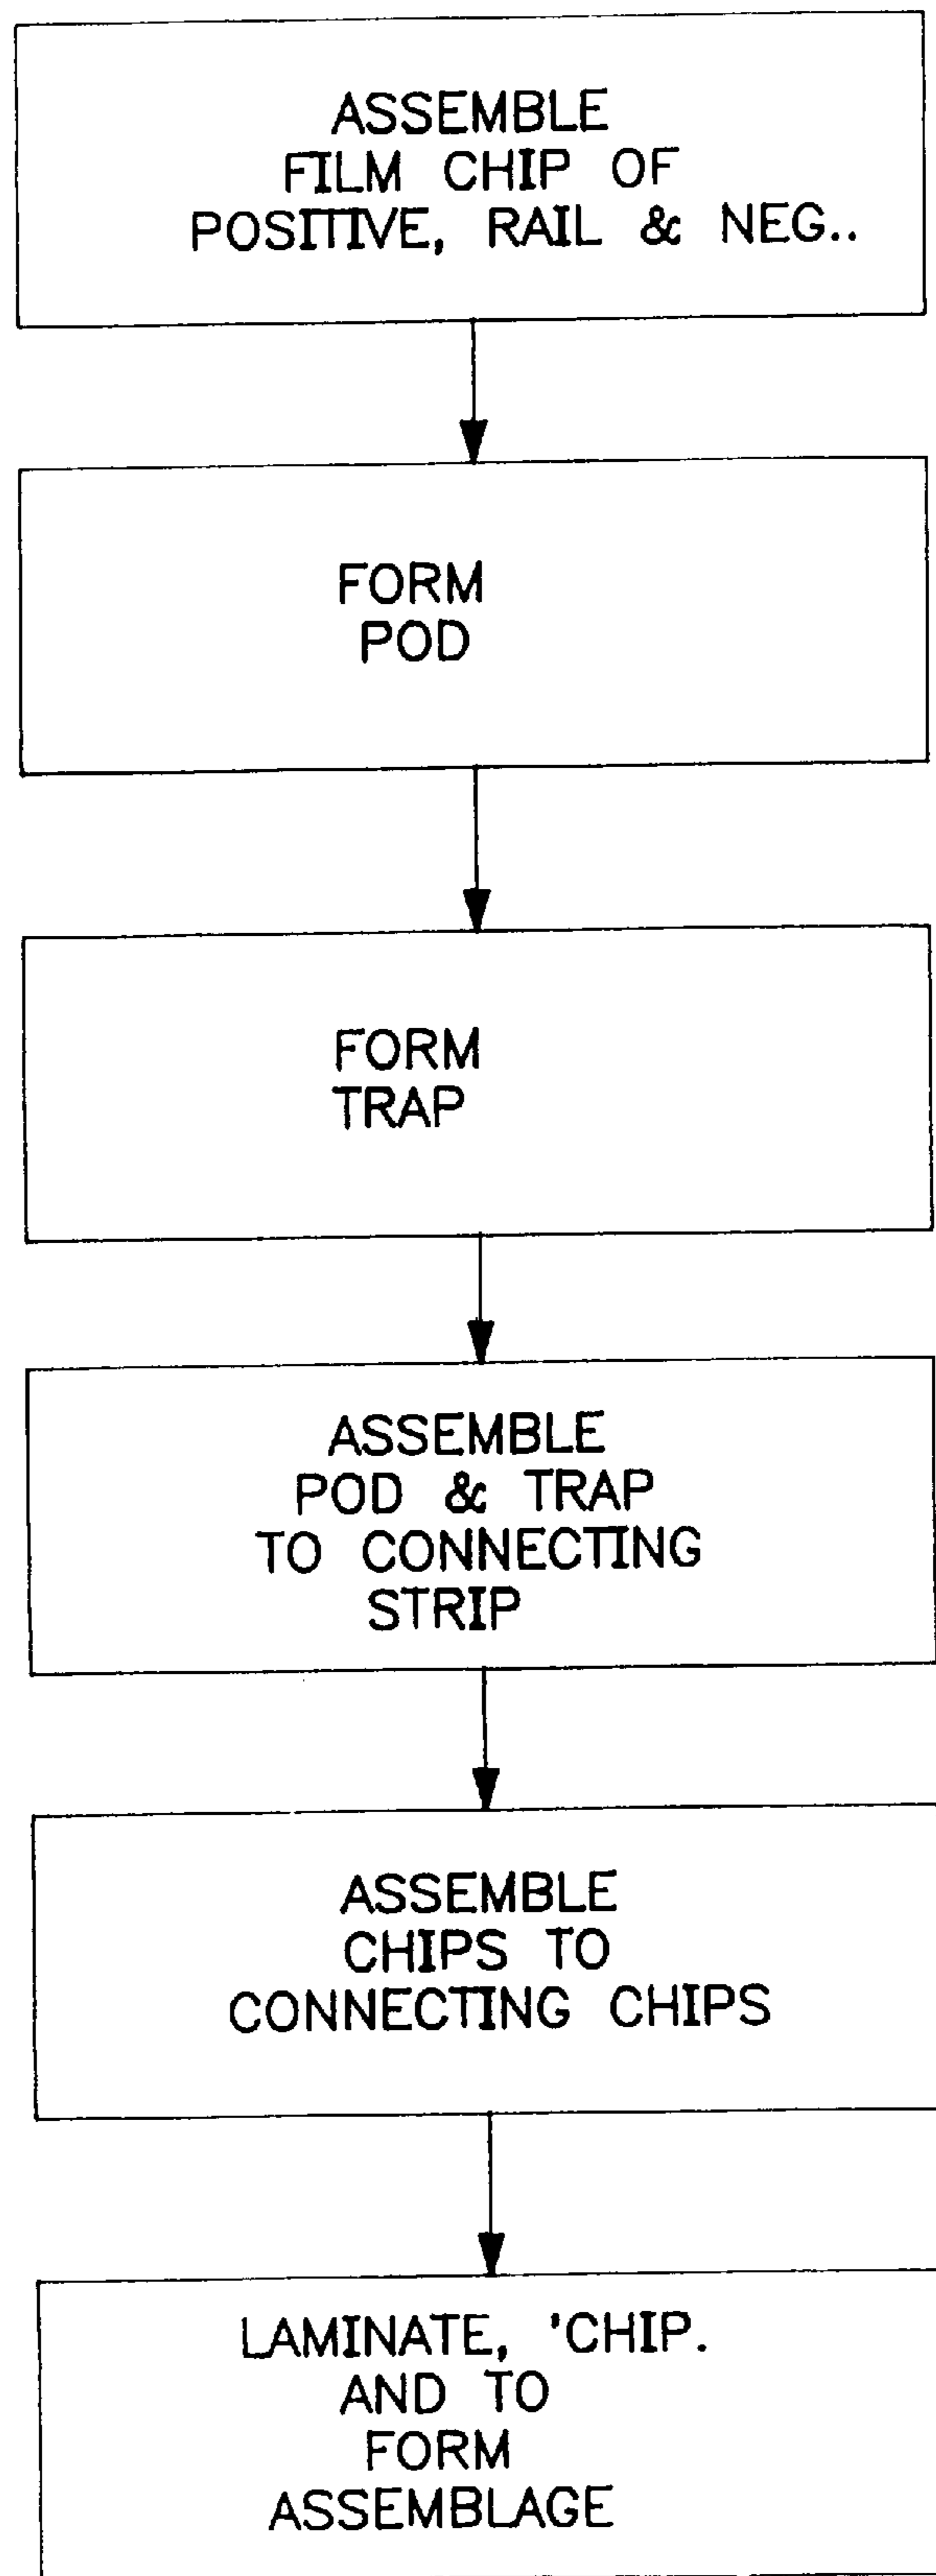 ASSEMBLE
FILM CHIP OF
POSITIVE, RAIL & NEG..
FORM
POD
FORM
TRAP
ASSEMBLE
POD & TRAP
TO CONNECTING
STRIP
ASSEMBLE
CHIPS TO
CONNECTING CHIPS
LAMINATE, 'CHIP.
AND TO
FORM
ASSEMBLAGE